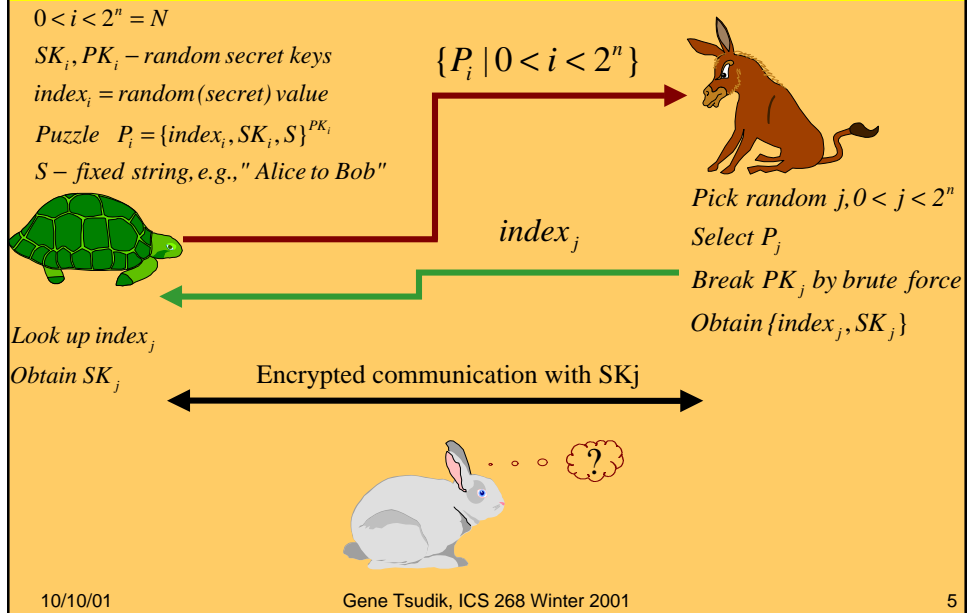 0 < i < 2^n = N
SK_i, PK_i – random secret keys
index_i = random(secret) value
Puzzle P_i = {index_i, SK_i, S}^{PK_i}
S – fixed string, e.g.," Alice to Bob"
{P_i | 0 < i < 2^n}
Pick random j, 0 < j < 2^n
Select P_j
Break PK_j by brute force
Obtain {index_j, SK_j}
index_j
Look up index_j
Obtain SK_j
Encrypted communication with SKj
?
10/10/01 Gene Tsudik, ICS 268 Winter 2001 5